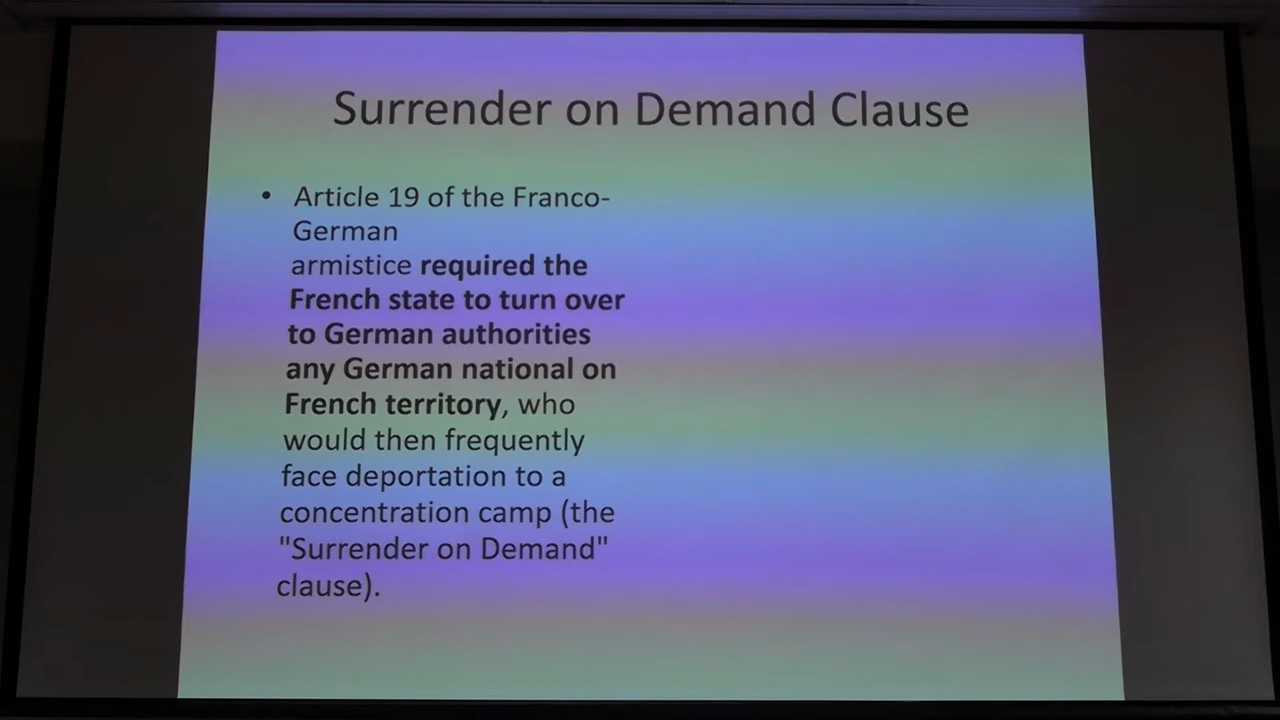 Surrender on Demand Clause
• Article 19 of the Franco-
German
armistice required the
French state to turn over
to German authorities
any German national on
French territory, who
would then frequently
face deportation to a
concentration camp (the
"Surrender on Demand"
clause).